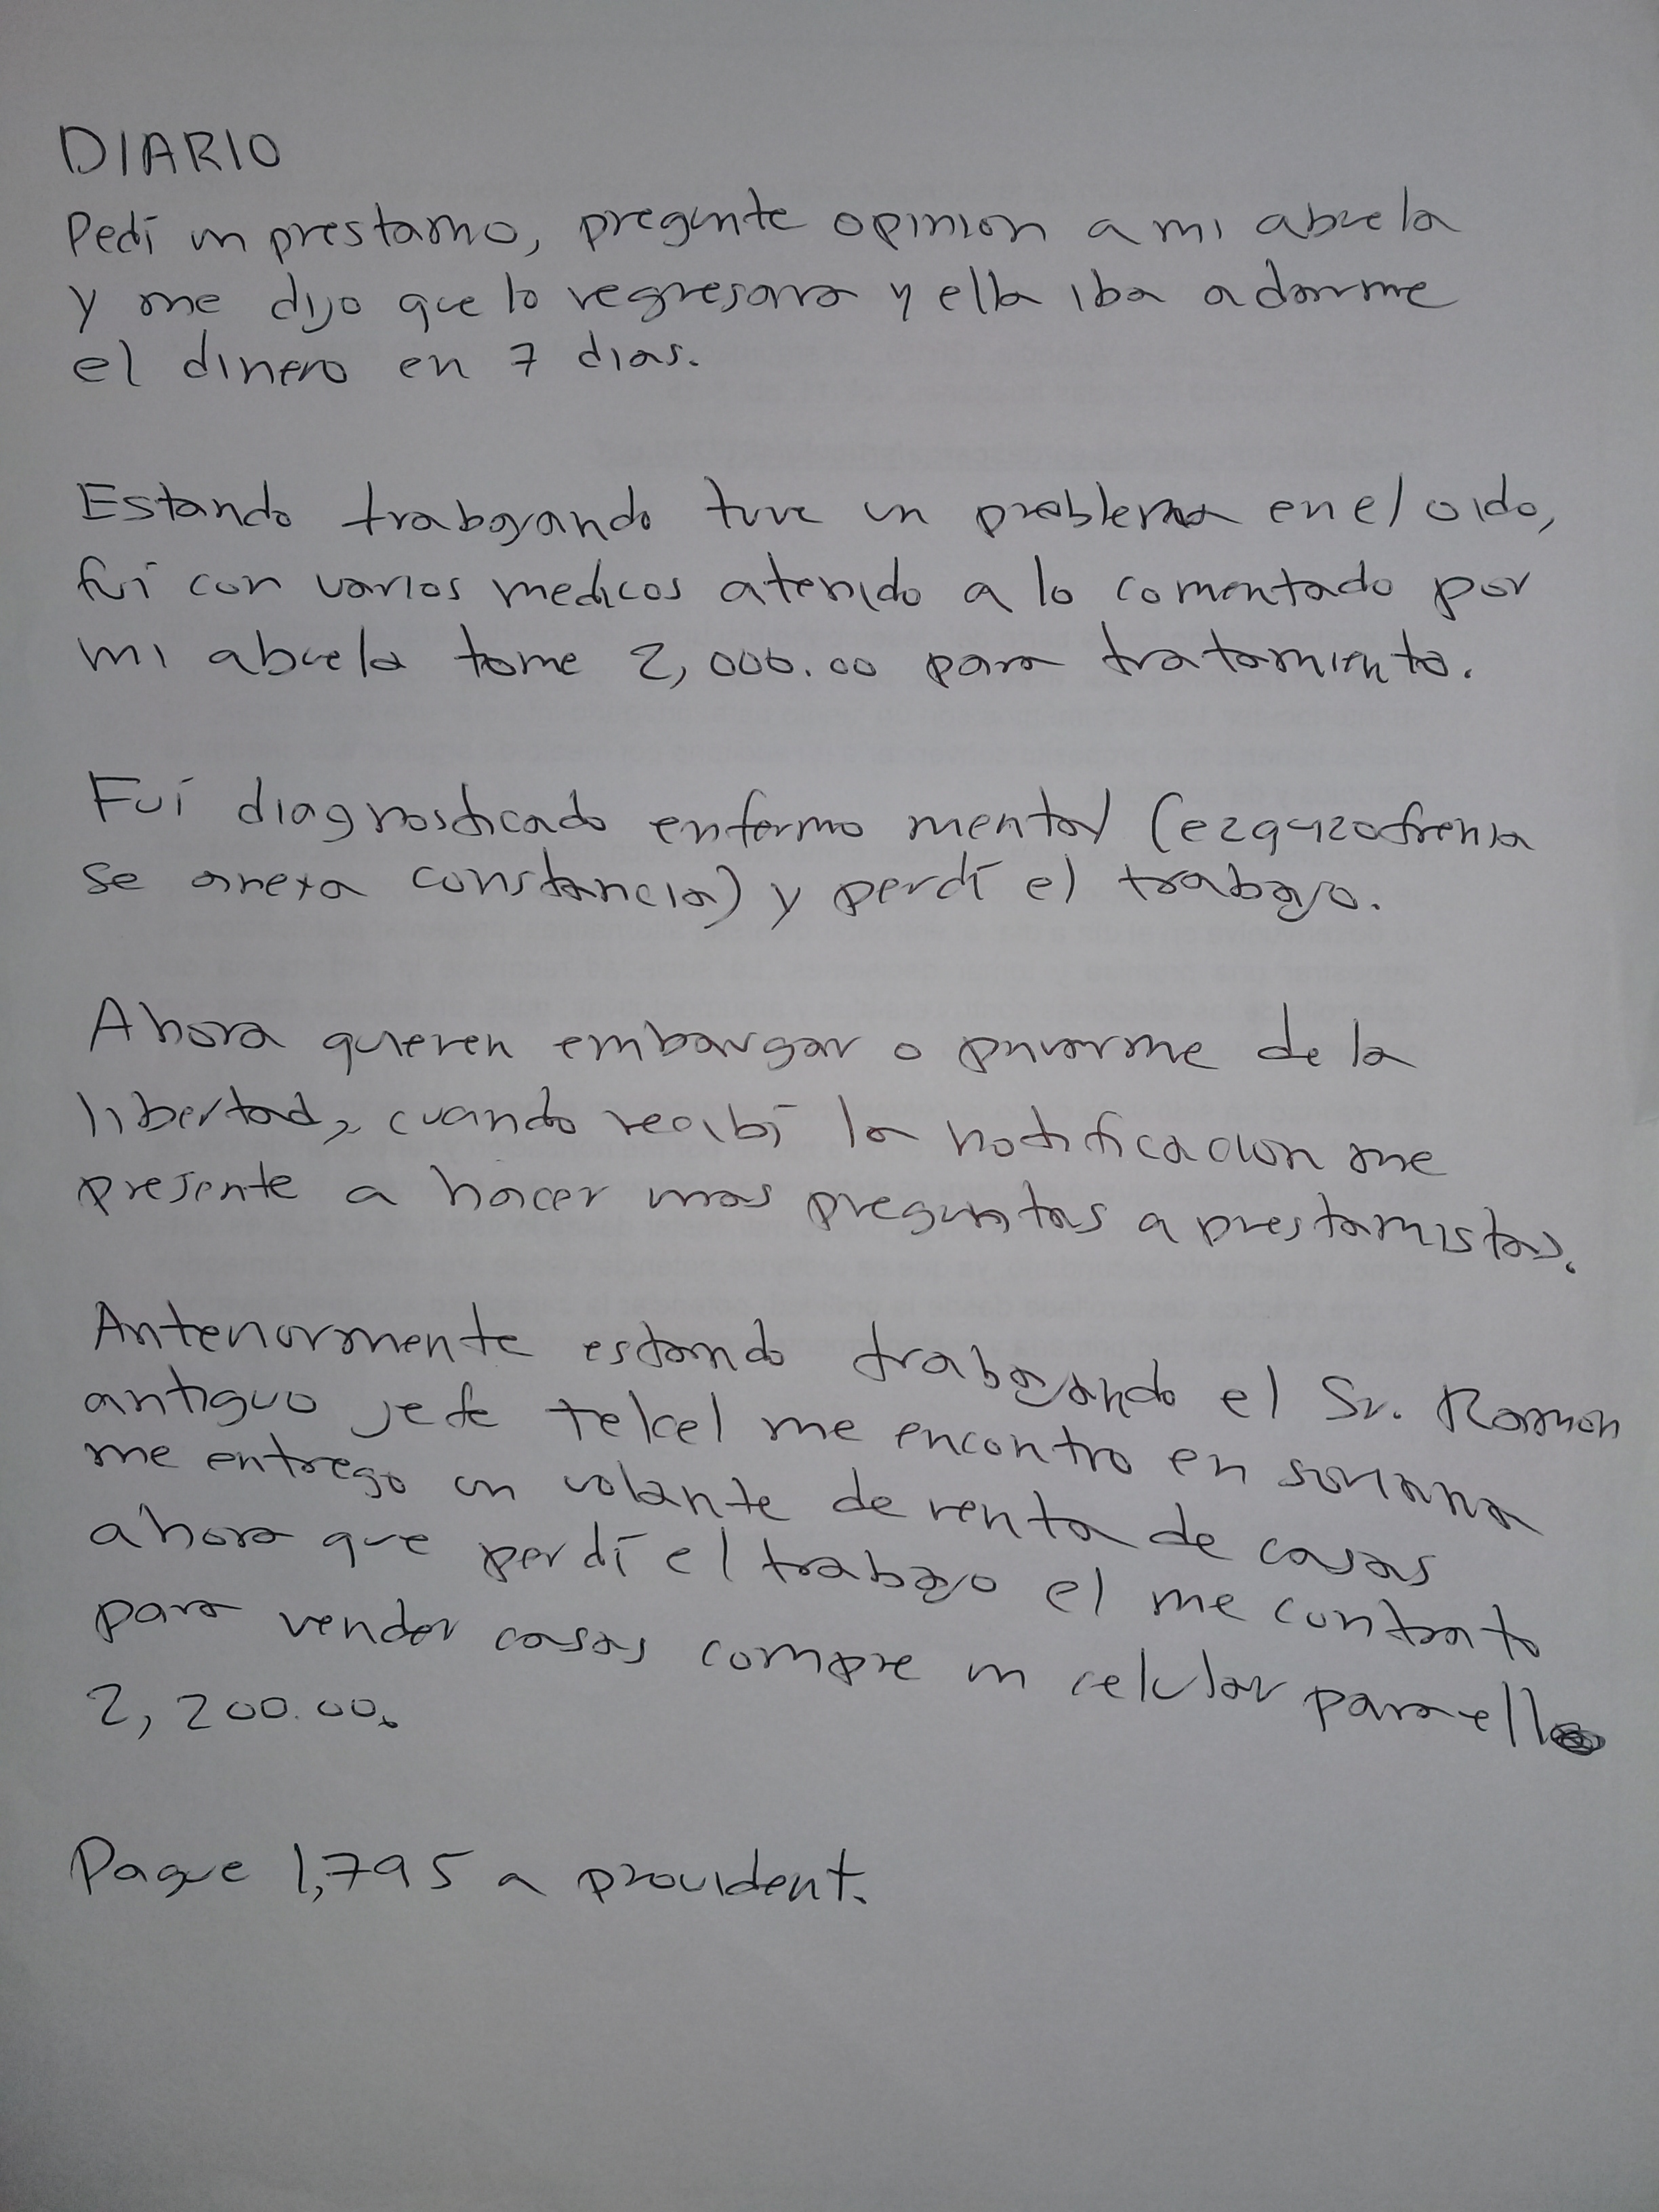 DIARIO
Pedí un prestamo, pregunte opinion a mi abuela
y me dijo que lo regresara y ella iba a darme
el dinero en 7 dias.
Estando trabajando tuve un problema en el oido,
fuí con varios medicos atenido a lo comentado por
mi abuela tome 2,000.00 para tratamiento.
Fuí diagnosticado enfermo mental (ezquizofrenia
se anexa constancia) y perdí el trabajo.
Ahora quieren embargar o privarme de la
libertad, cuando recibí la notificacion me
presente a hacer mas preguntas a prestamistas.
Anteriormente estando trabajando el Sr. Ramon
antiguo jefe telcel me encontro en soriana
me entrego un volante de renta de casas
ahora que perdí el trabajo el me contrato
para vender casas compre un celular para ello
2,200.00.
Pague 1,795 a provident.